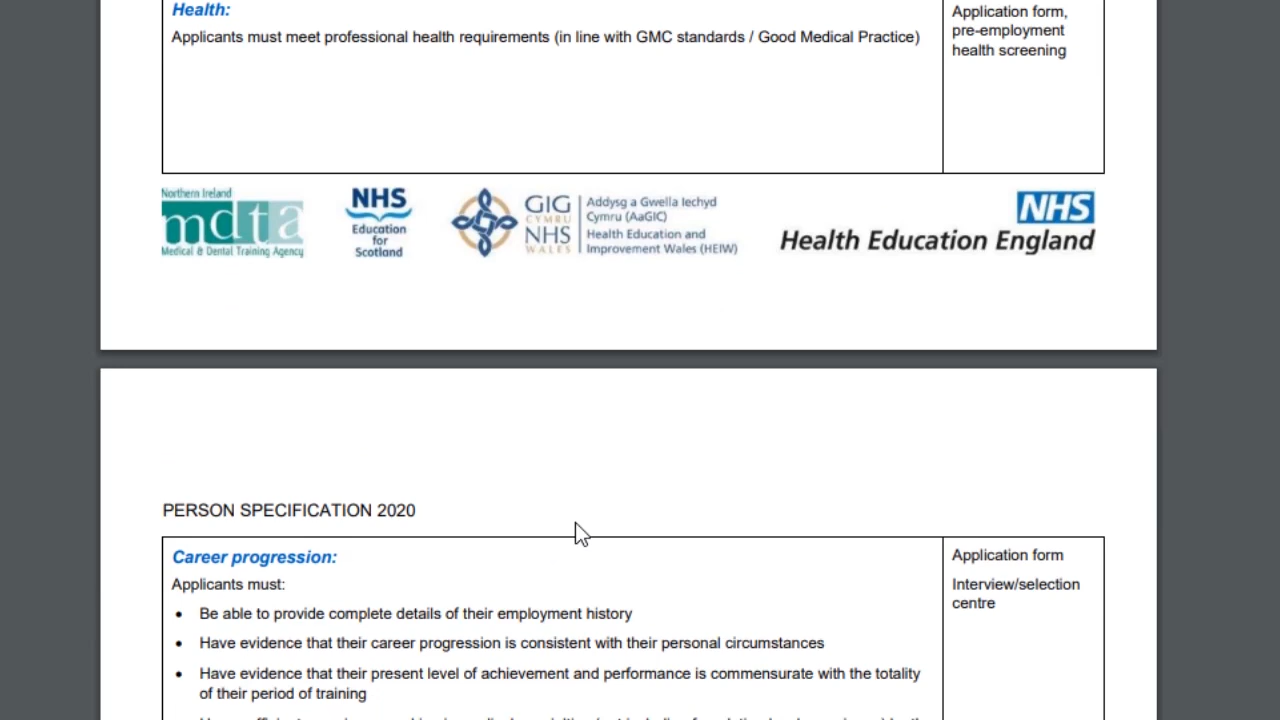 Health:
Applicants must meet professional health requirements (in line with GMC standards / Good Medical Practice)
Application form,
pre-employment
health screening
Northern Ireland
mdta
Medical & Dental Training Agency
NHS
Education
for
Scotland
GIG
CYMRU
NHS
WALES
Addysg a Gwella Iechyd
Cymru (AaGIC)
Health Education and
Improvement Wales (HEIW)
NHS
Health Education England
PERSON SPECIFICATION 2020
Career progression:
Applicants must:
• Be able to provide complete details of their employment history
• Have evidence that their career progression is consistent with their personal circumstances
• Have evidence that their present level of achievement and performance is commensurate with the totality
of their period of training
Application form
Interview/selection
centre